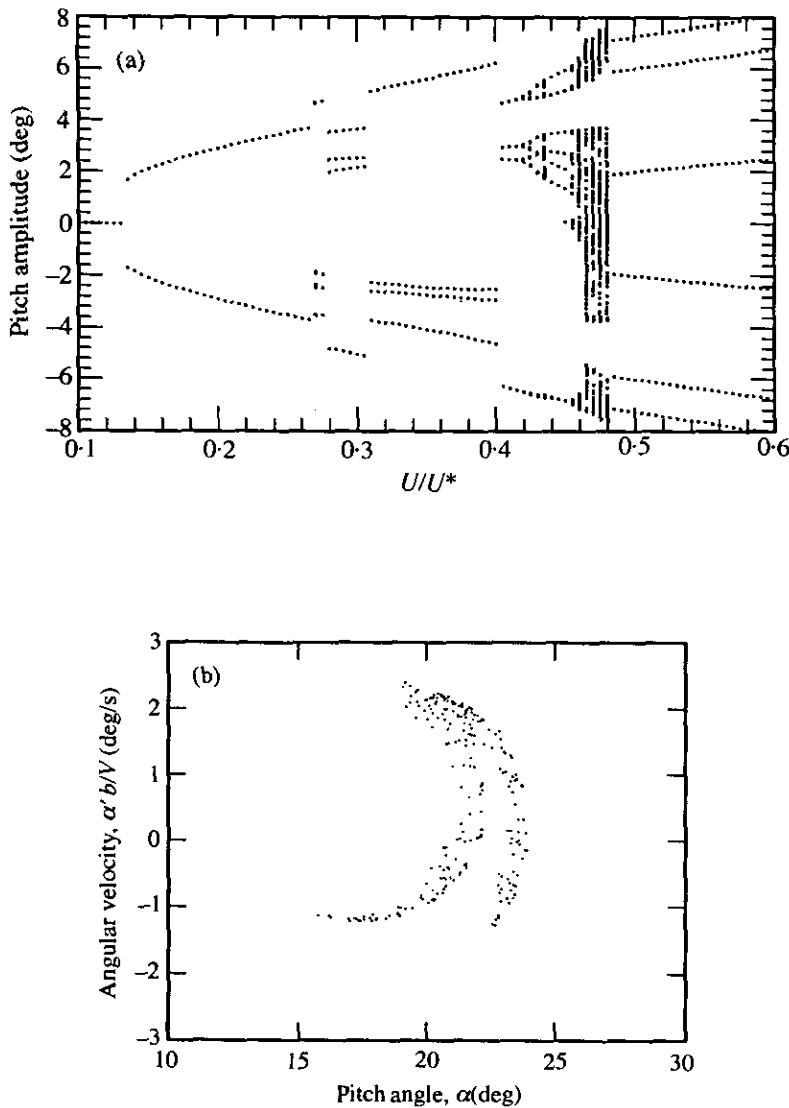 8
(a)
6
4
2
0
−2
−4
−6
−8
Pitch amplitude (deg)
0·1 0·2 0·3 0·4 0·5 0·6
U/U*
3
(b)
2
1
0
−1
−2
−3
Angular velocity, α′ b/V (deg/s)
10 15 20 25 30
Pitch angle, α(deg)